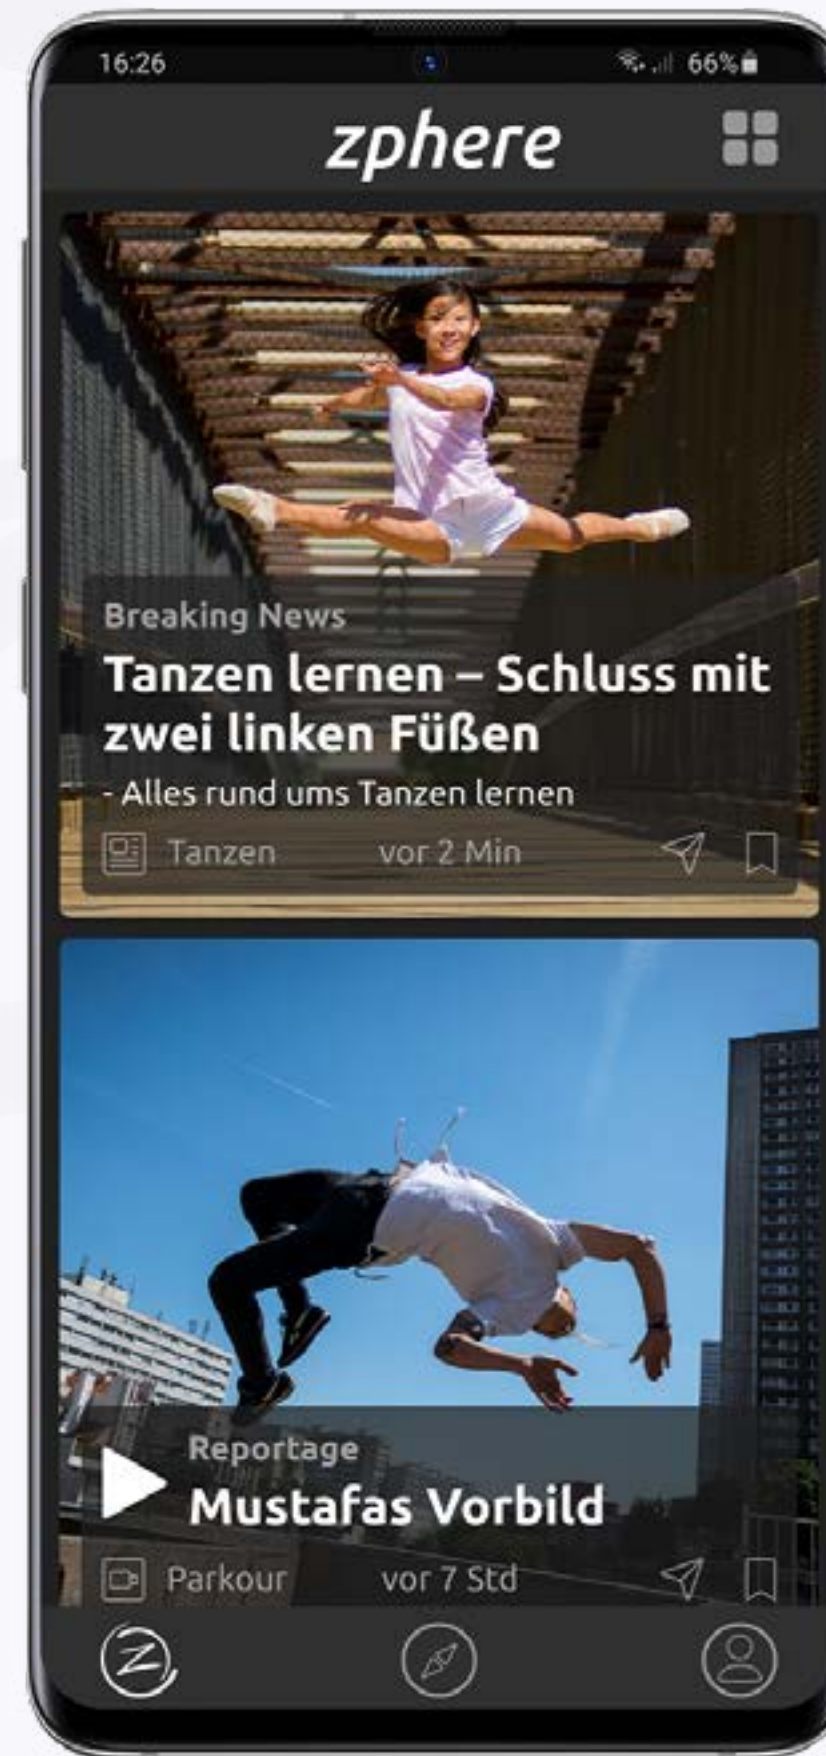 16:26
66%
zphere
Breaking News
Tanzen lernen – Schluss mit
zwei linken Füßen
- Alles rund ums Tanzen lernen
Tanzen vor 2 Min
Reportage
Mustafas Vorbild
Parkour vor 7 Std